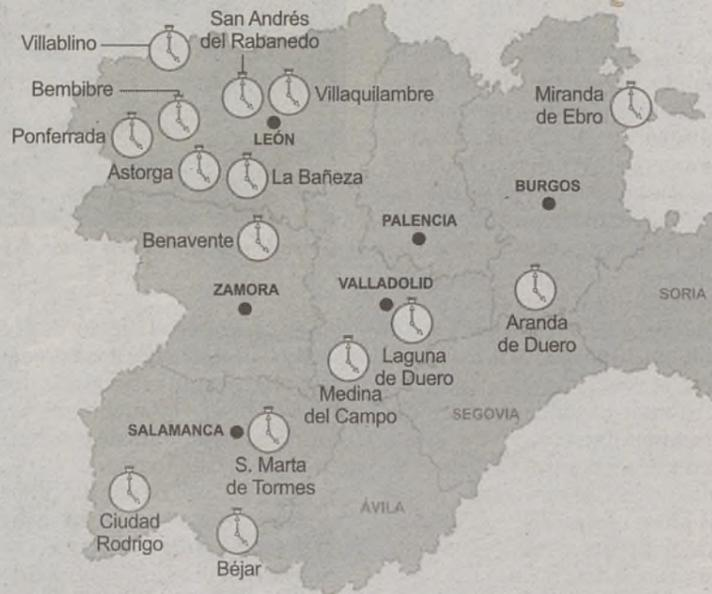 San Andrés
del Rabanedo
Villablino
Bembibre
Villaquilambre
Miranda
de Ebro
Ponferrada
LEÓN
Astorga
La Bañeza
BURGOS
PALENCIA
Benavente
ZAMORA
VALLADOLID
SORIA
Aranda
de Duero
Laguna
de Duero
Medina
del Campo
SEGOVIA
SALAMANCA
S. Marta
de Tormes
ÁVILA
Ciudad
Rodrigo
Béjar